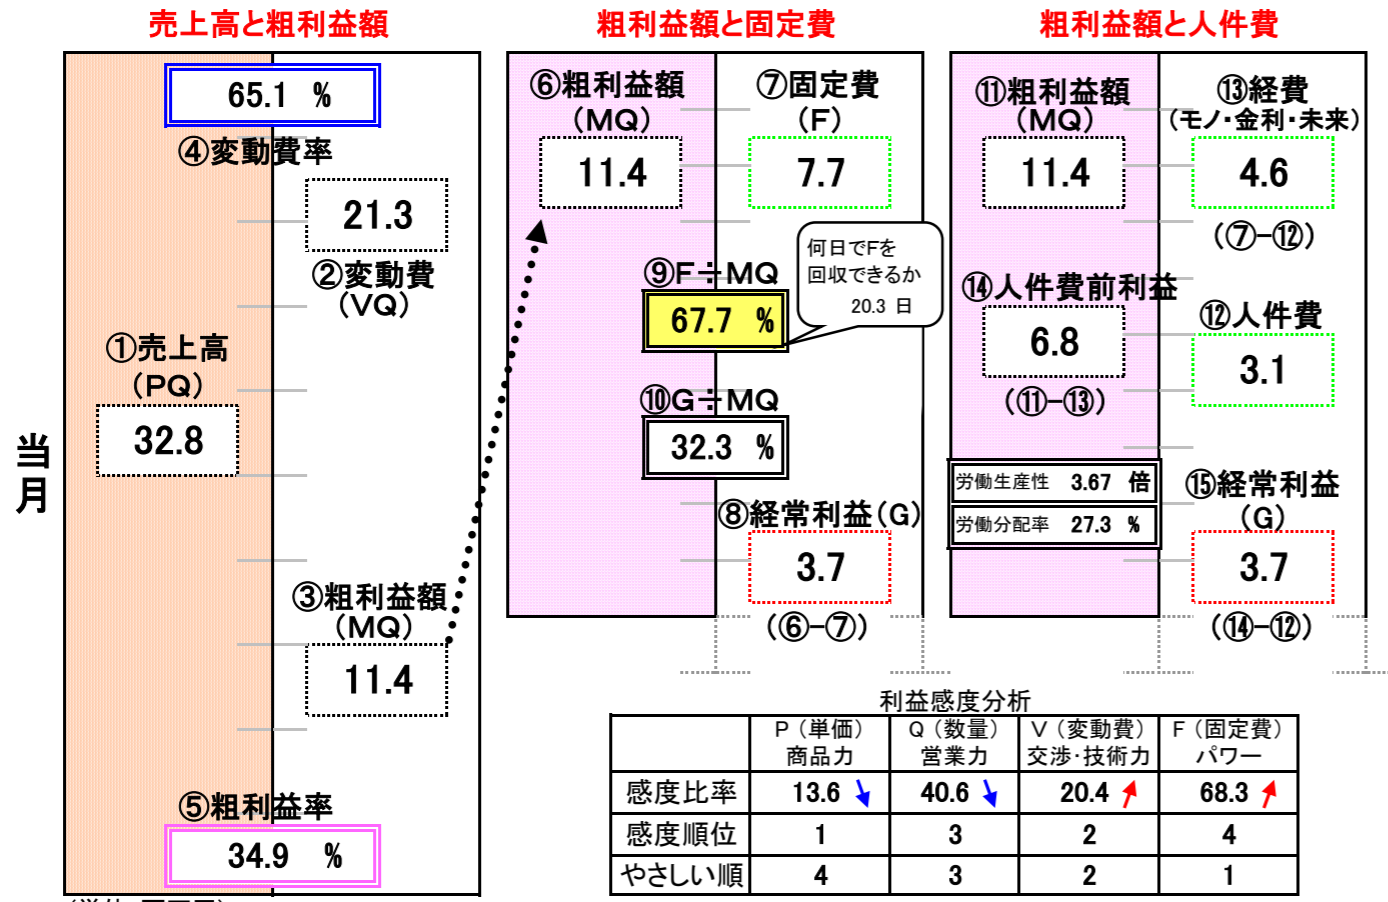 売上高と粗利益額
65.1 %
④変動費率
21.3
②変動費
(VQ)
①売上高
(PQ)
32.8
当月
③粗利益額
(MQ)
11.4
⑤粗利益率
34.9 %
粗利益額と固定費
⑥粗利益額
(MQ)
11.4
⑦固定費
(F)
7.7
何日でFを
回収できるか
20.3 日
⑨F÷MQ
67.7 %
⑩G÷MQ
32.3 %
⑧経常利益(G)
3.7
(⑥-⑦)
粗利益額と人件費
⑪粗利益額
(MQ)
11.4
⑬経費
(モノ・金利・未来)
4.6
(⑦-⑫)
⑭人件費前利益
6.8
(⑪-⑬)
⑫人件費
3.1
労働生産性 3.67 倍
労働分配率 27.3 %
⑮経常利益
(G)
3.7
(⑭-⑫)
利益感度分析
P(単価) Q(数量) V(変動費) F(固定費)
商品力 営業力 交渉・技術力 パワー
感度比率 13.6 40.6 20.4 68.3
感度順位 1 3 2 4
やさしい順 4 3 2 1